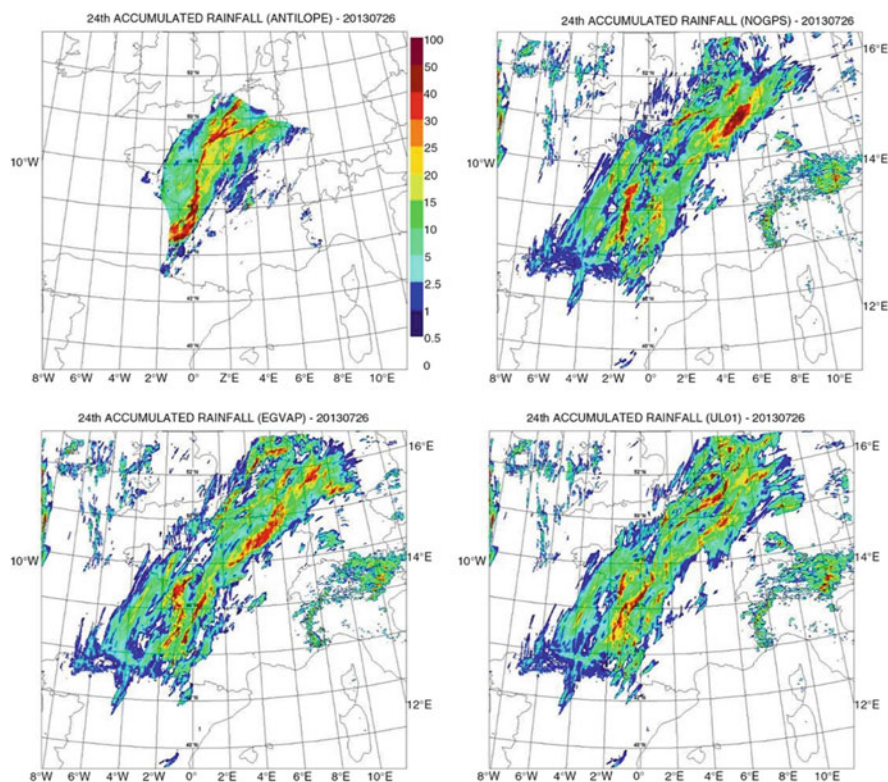 24th ACCUMULATED RAINFALL (ANTILOPE) - 20130726
100
50
40
30
25
20
15
10
5
2.5
1
0.5
0
10°W
8°W 6°W 4°W 2°W 0° 2°E 4°E 6°E 8°E 10°E
24th ACCUMULATED RAINFALL (NOGPS) - 20130726
16°E
14°E
12°E
10°W
8°W 6°W 4°W 2°W 0° 2°E 4°E 6°E 8°E 10°E
24th ACCUMULATED RAINFALL (EGVAP) - 20130726
16°E
14°E
12°E
10°W
8°W 6°W 4°W 2°W 0° 2°E 4°E 6°E 8°E 10°E
24th ACCUMULATED RAINFALL (UL01) - 20130726
16°E
14°E
12°E
10°W
8°W 6°W 4°W 2°W 0° 2°E 4°E 6°E 8°E 10°E